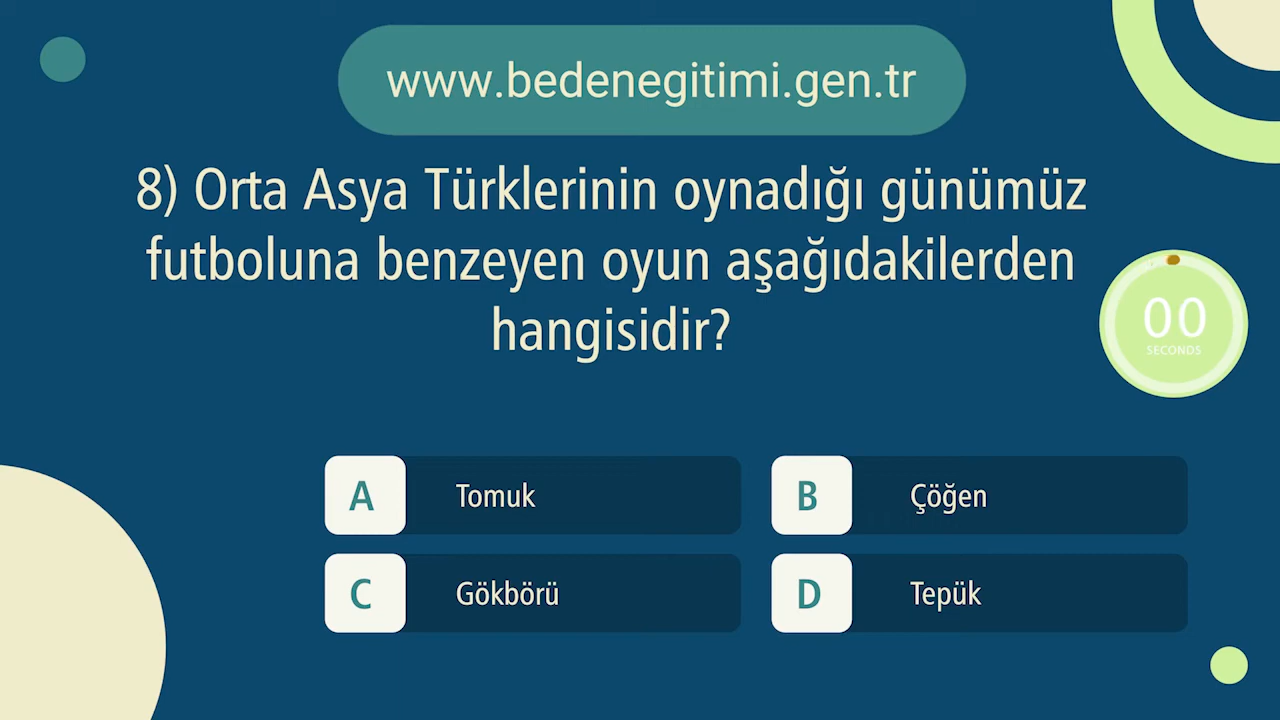 www.bedenegitimi.gen.tr
8) Orta Asya Türklerinin oynadığı günümüz
futboluna benzeyen oyun aşağıdakilerden
hangisidir?
00
SECONDS
A Tomuk
B Çöğen
C Gökbörü
D Tepük